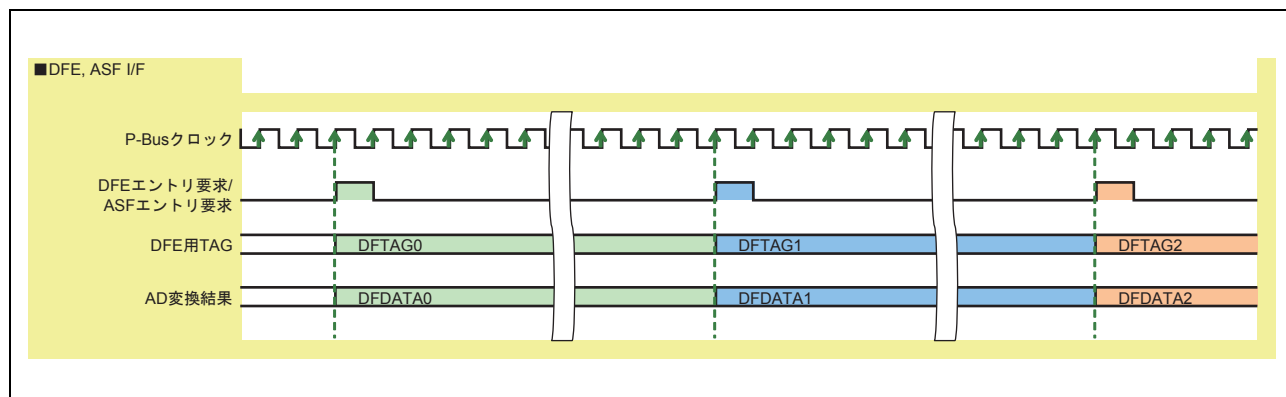 ■DFE, ASF I/F
P-Busクロック
DFEエントリ要求/
ASFエントリ要求
DFE用TAG
DFTAG0
DFTAG1
DFTAG2
AD変換結果
DFDATA0
DFDATA1
DFDATA2